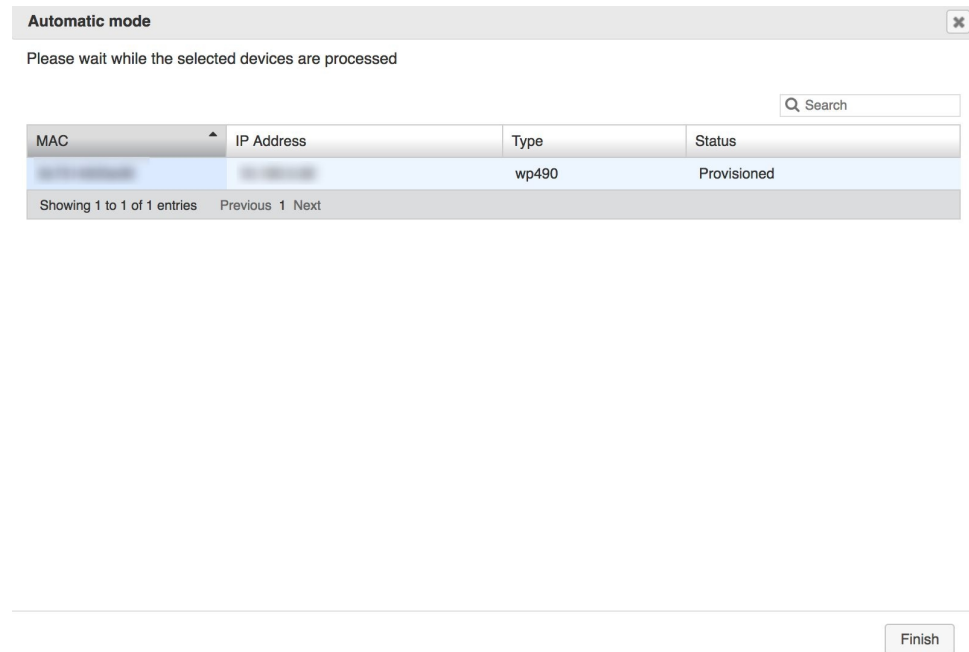 Automatic mode
Please wait while the selected devices are processed
Search
MAC IP Address Type Status
wp490 Provisioned
Showing 1 to 1 of 1 entries Previous 1 Next
Finish